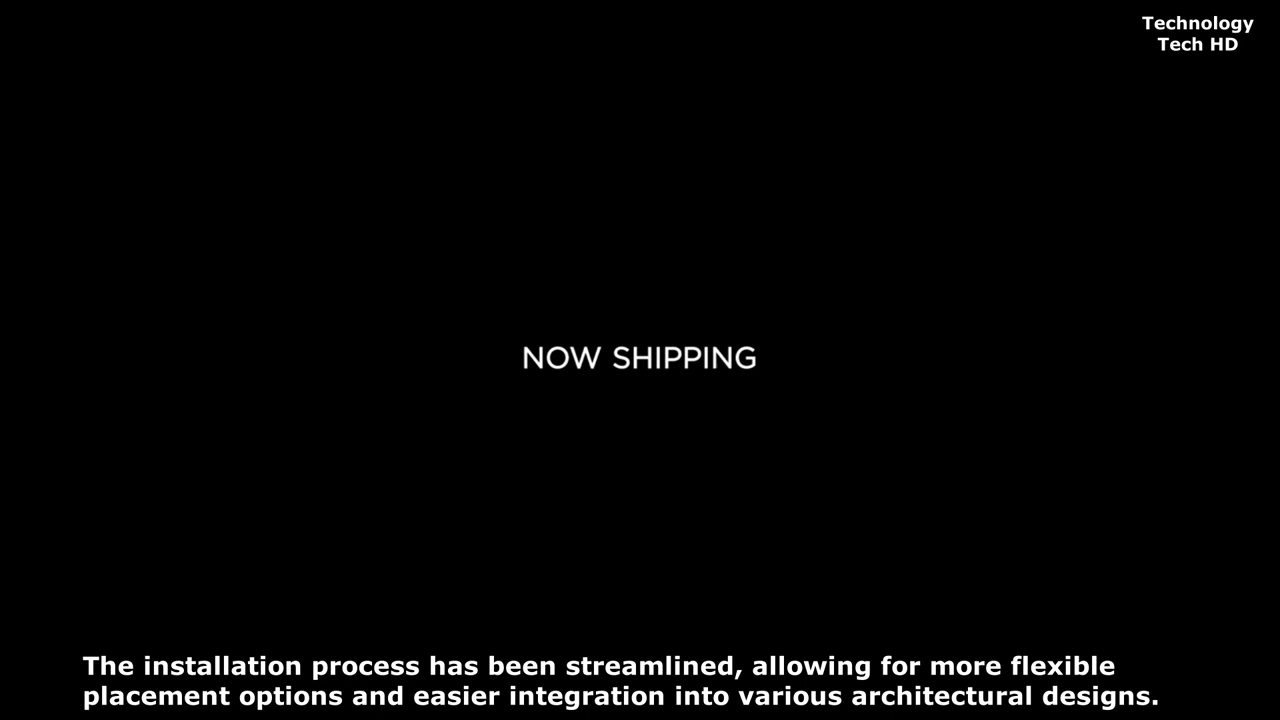 Technology
Tech HD
NOW SHIPPING
The installation process has been streamlined, allowing for more flexible
placement options and easier integration into various architectural designs.